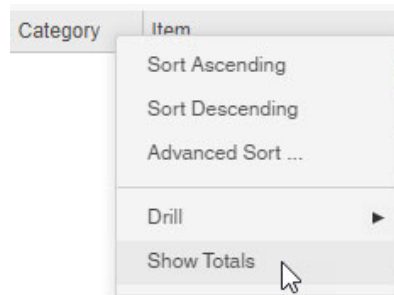 Category Item
Sort Ascending
Sort Descending
Advanced Sort ...
Drill
Show Totals